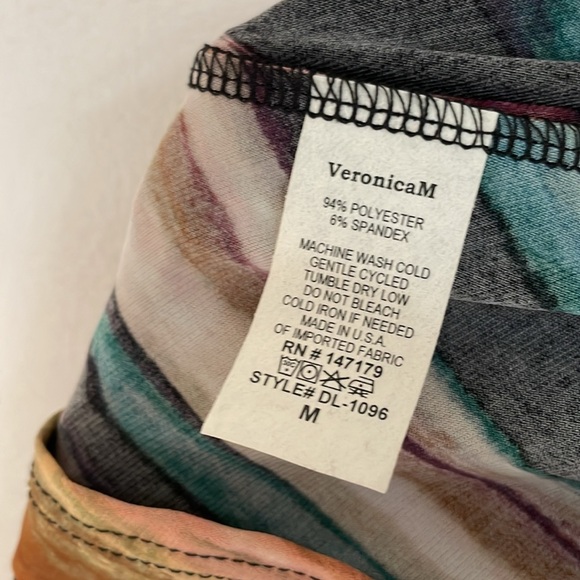 VeronicaM
94% POLYESTER
6% SPANDEX
MACHINE WASH COLD
GENTLE CYCLED
TUMBLE DRY LOW
DO NOT BLEACH
COLD IRON IF NEEDED
MADE IN U.S.A.
OF IMPORTED FABRIC
RN # 147179
STYLE# DL-1096
M